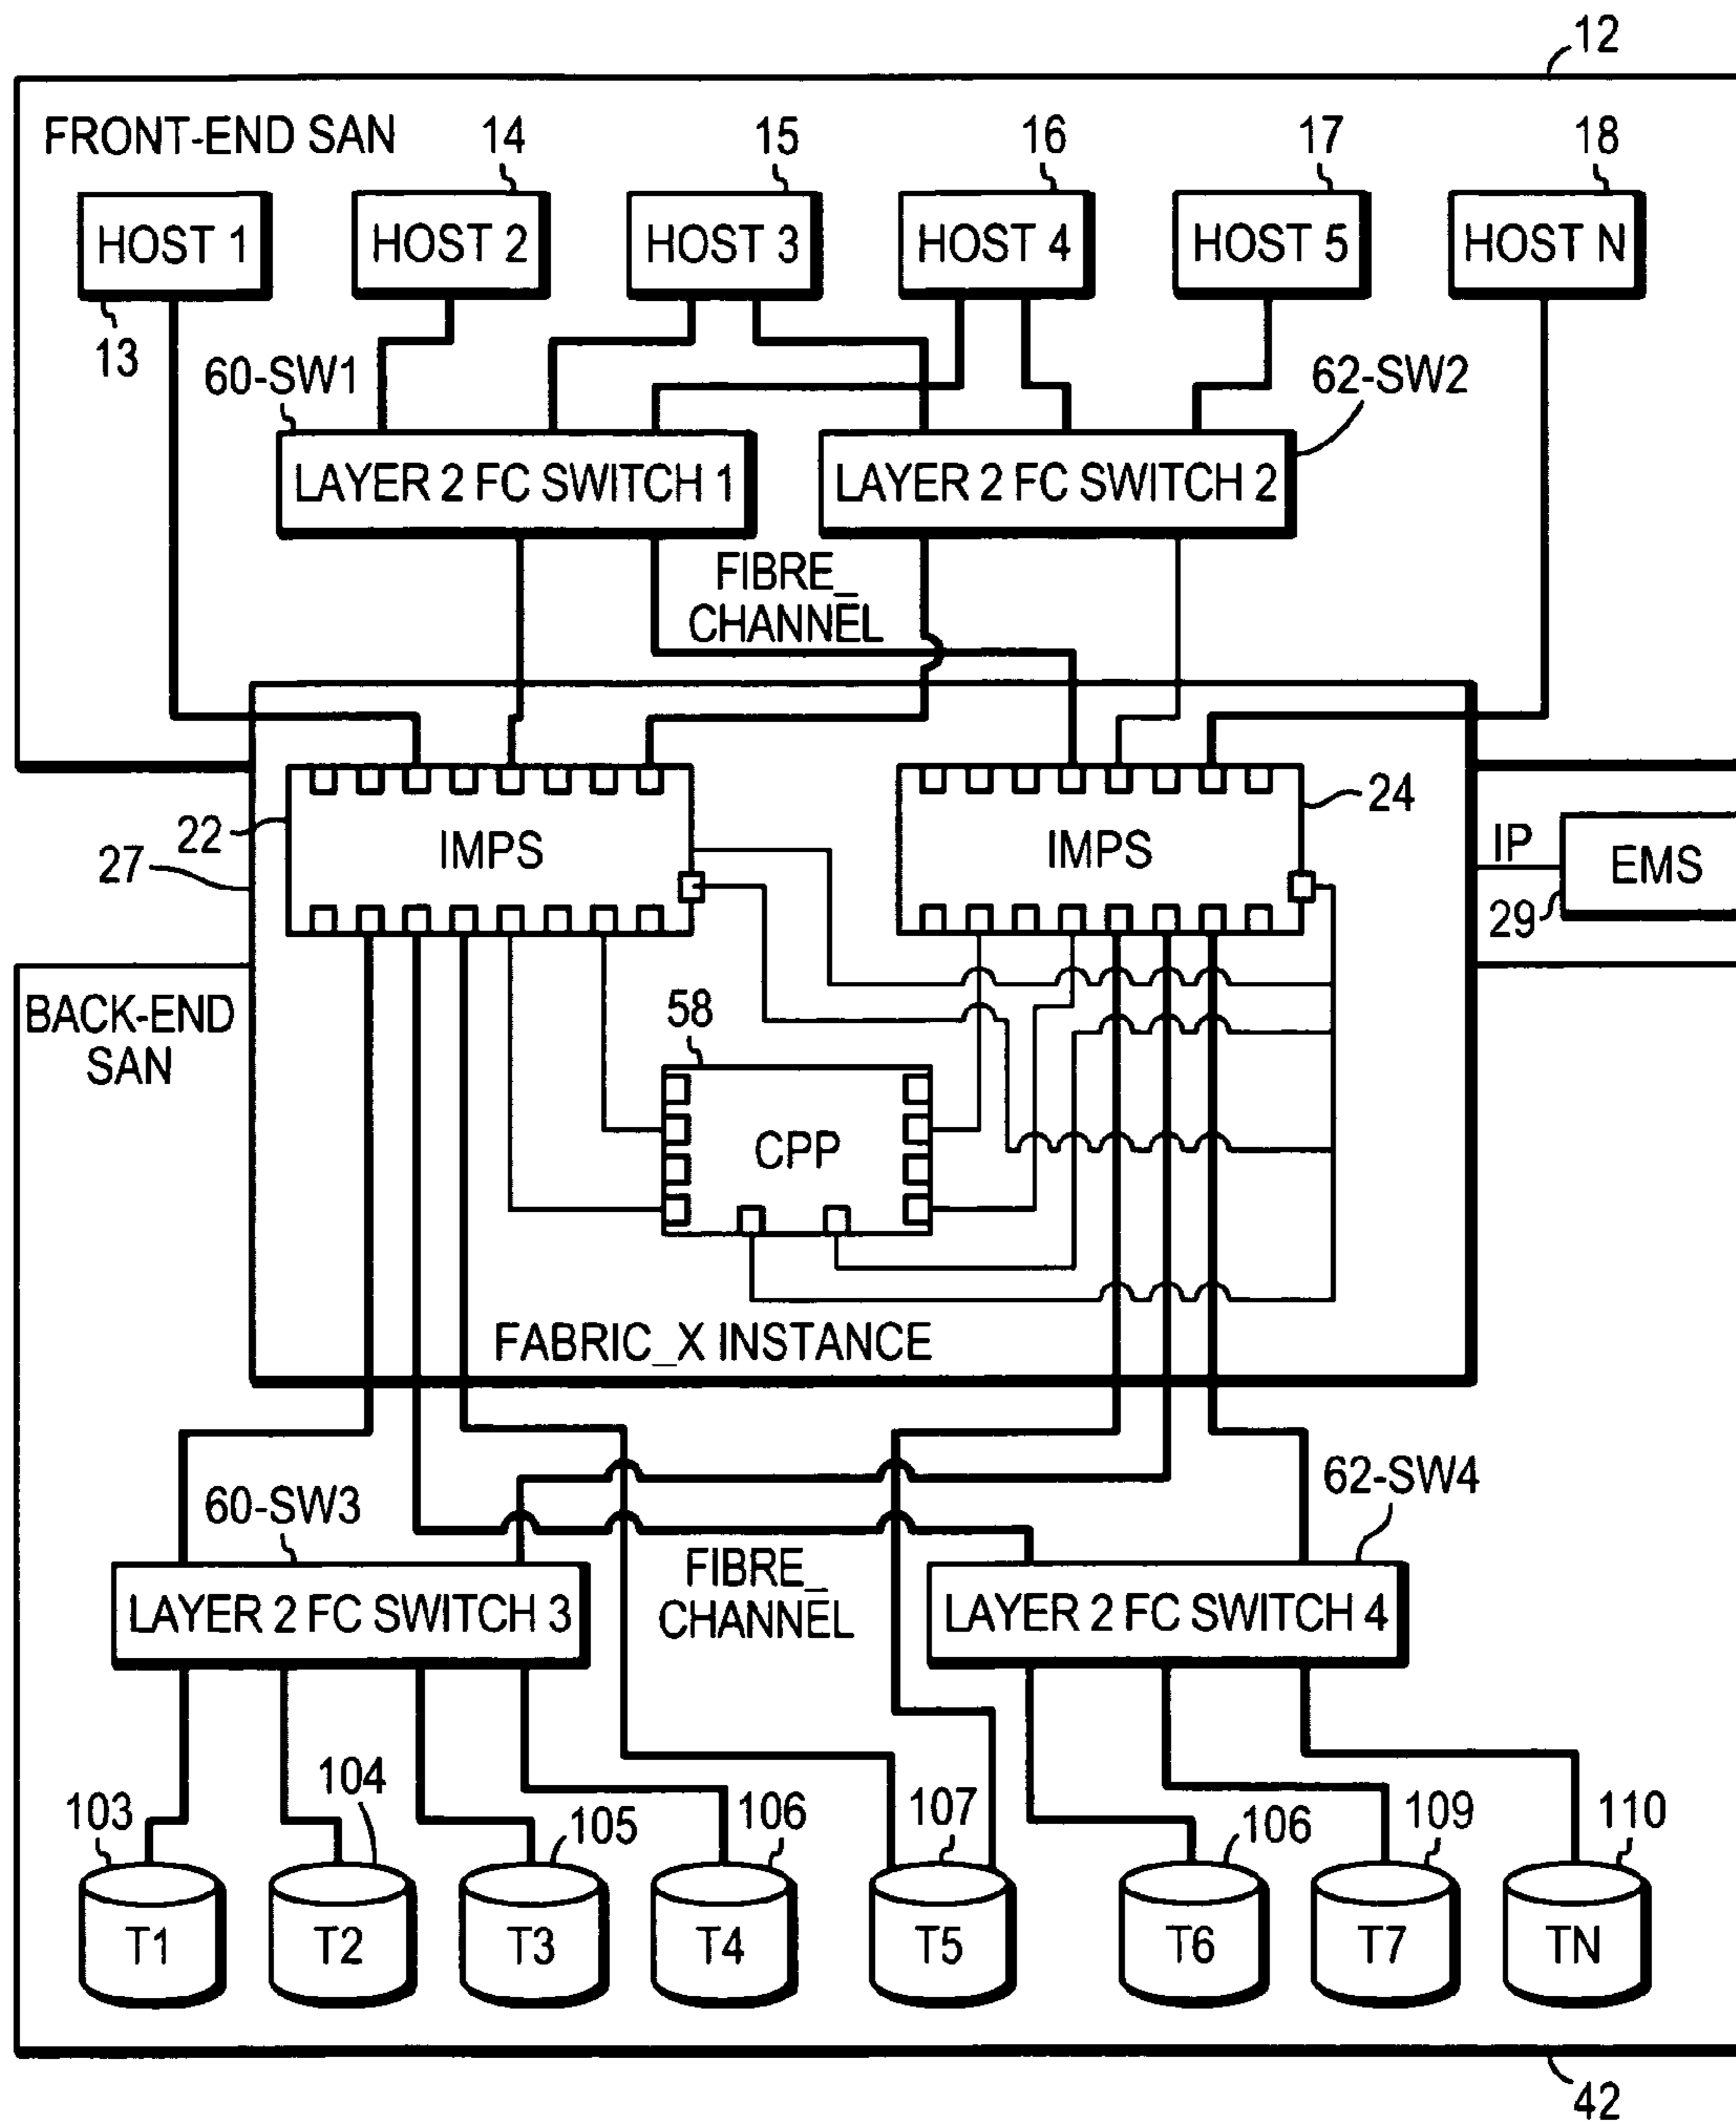 12
FRONT-END SAN
14
15
16
17
18
HOST 1
HOST 2
HOST 3
HOST 4
HOST 5
HOST N
13
60-SW1
62-SW2
LAYER 2 FC SWITCH 1
LAYER 2 FC SWITCH 2
FIBRE_
CHANNEL
22
IMPS
IMPS
24
27
IP
EMS
29
BACK-END
SAN
58
CPP
FABRIC_X INSTANCE
60-SW3
62-SW4
FIBRE_
CHANNEL
LAYER 2 FC SWITCH 3
LAYER 2 FC SWITCH 4
103
104
105
106
107
106
109
110
T1
T2
T3
T4
T5
T6
T7
TN
42